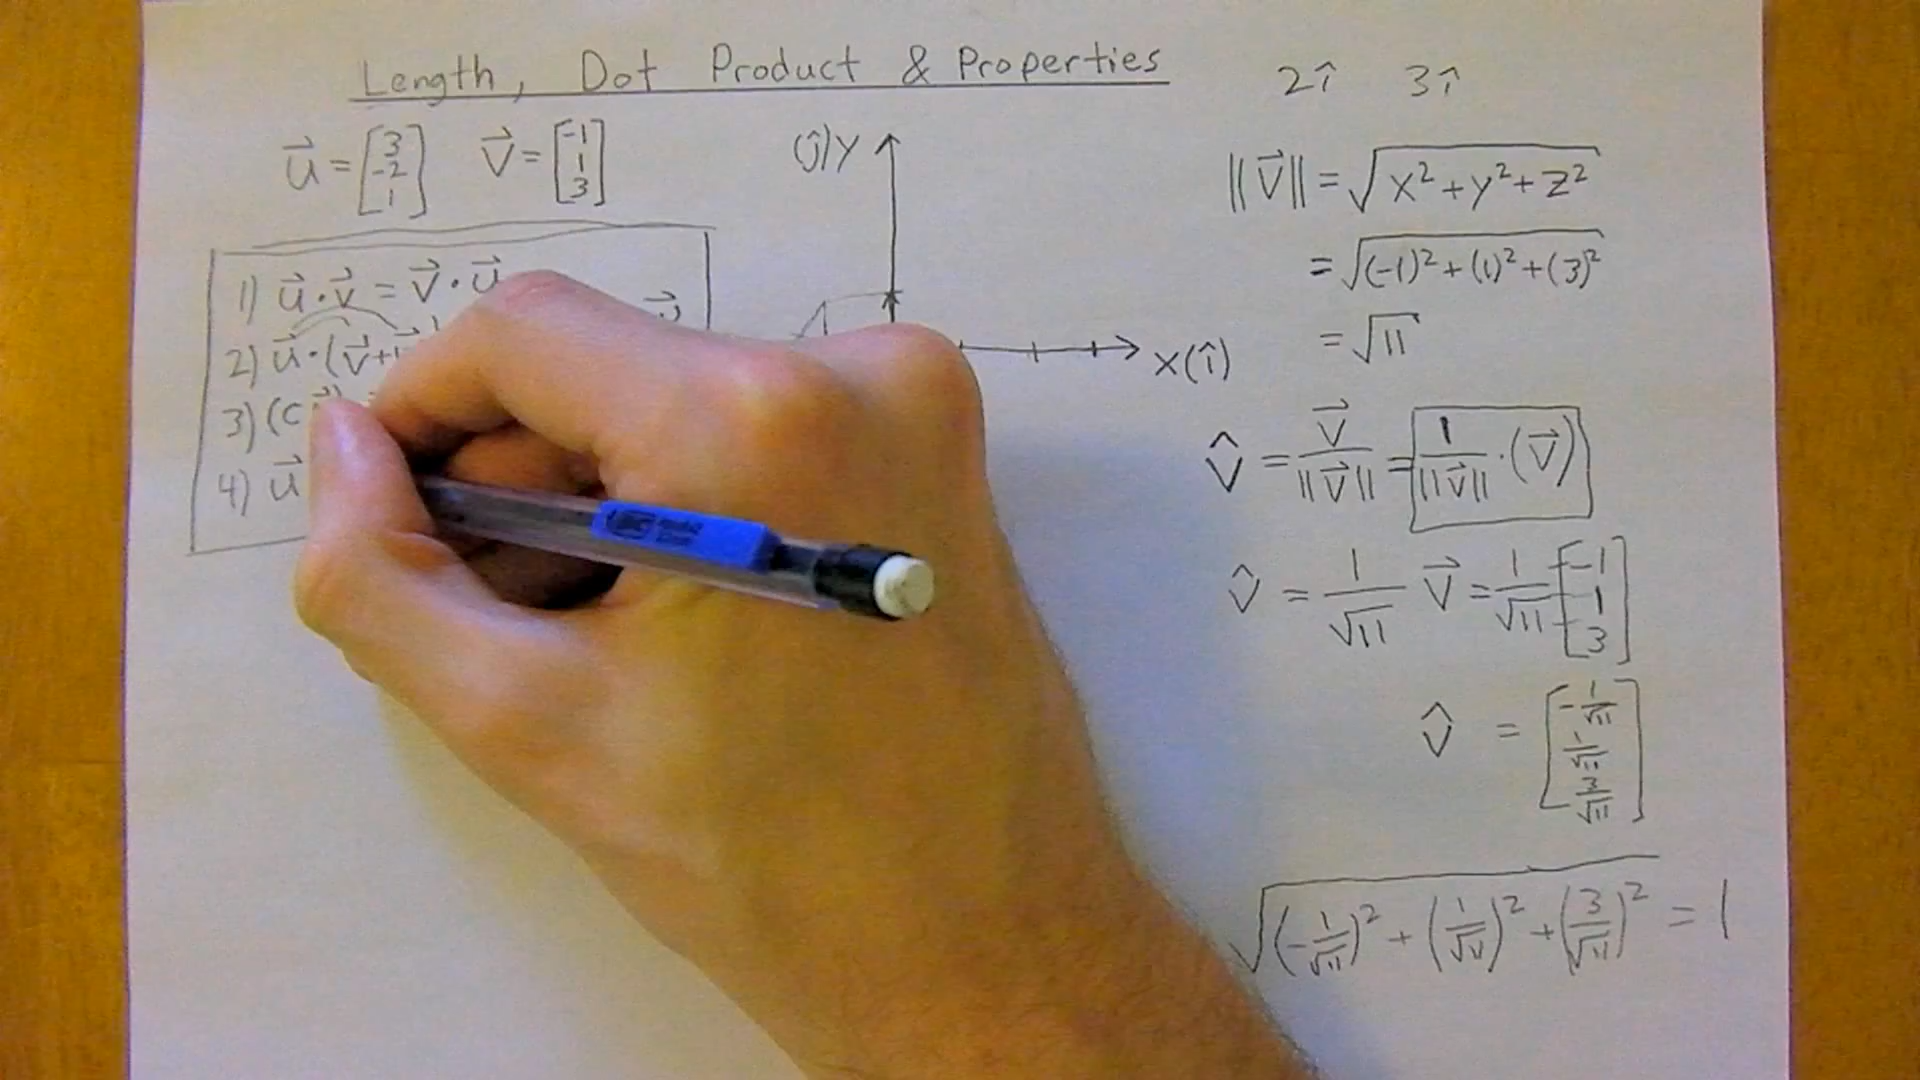 Length, Dot Product & Properties
u⃗ = [3 -2 1] v⃗ = [-1 1 3]
1) u⃗·v⃗ = v⃗·u⃗
2) u⃗·(v⃗+
3) (c
4) u⃗
(ĵ)y
x(î)
2î 3î
||v⃗|| = √(x²+y²+z²)
= √((-1)²+(1)²+(3)²)
= √11
v̂ = v⃗/||v⃗|| = 1/||v⃗|| · (v⃗)
v̂ = 1/√11 v⃗ = 1/√11 [-1 1 3]
v̂ = [-1/√11 1/√11 3/√11]
√((-1/√11)² + (1/√11)² + (3/√11)²) = 1
BIC